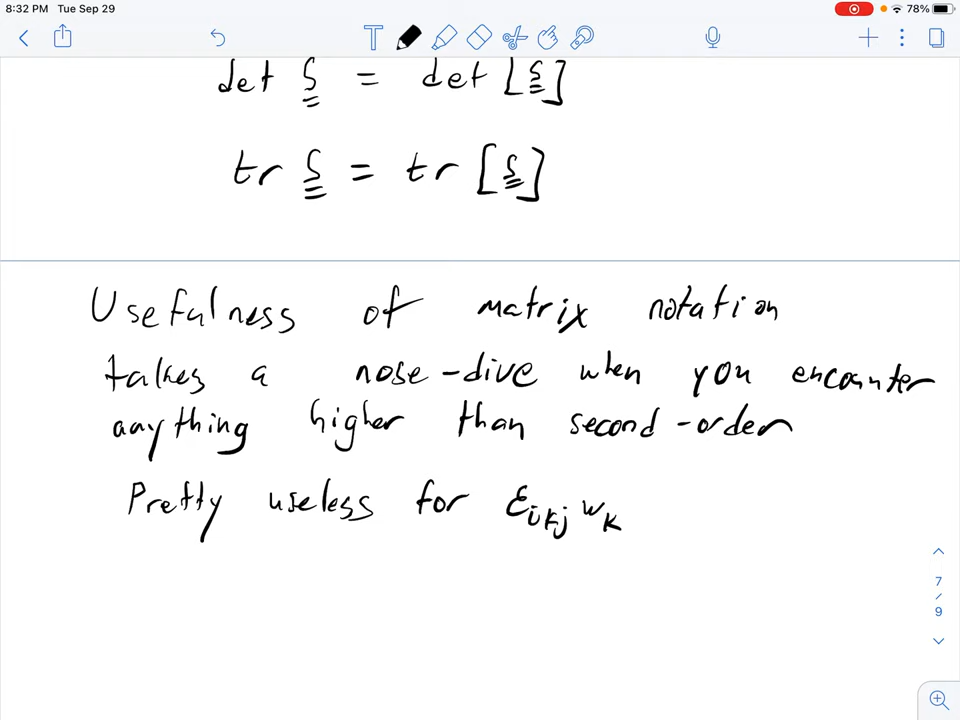 8:32 PM Tue Sep 29
78%
T
det S = det [S]
tr S = tr [S]
Usefulness of matrix notation
takes a nose-dive when you encounter
anything higher than second-order
Pretty useless for εikj wk
7
/
9